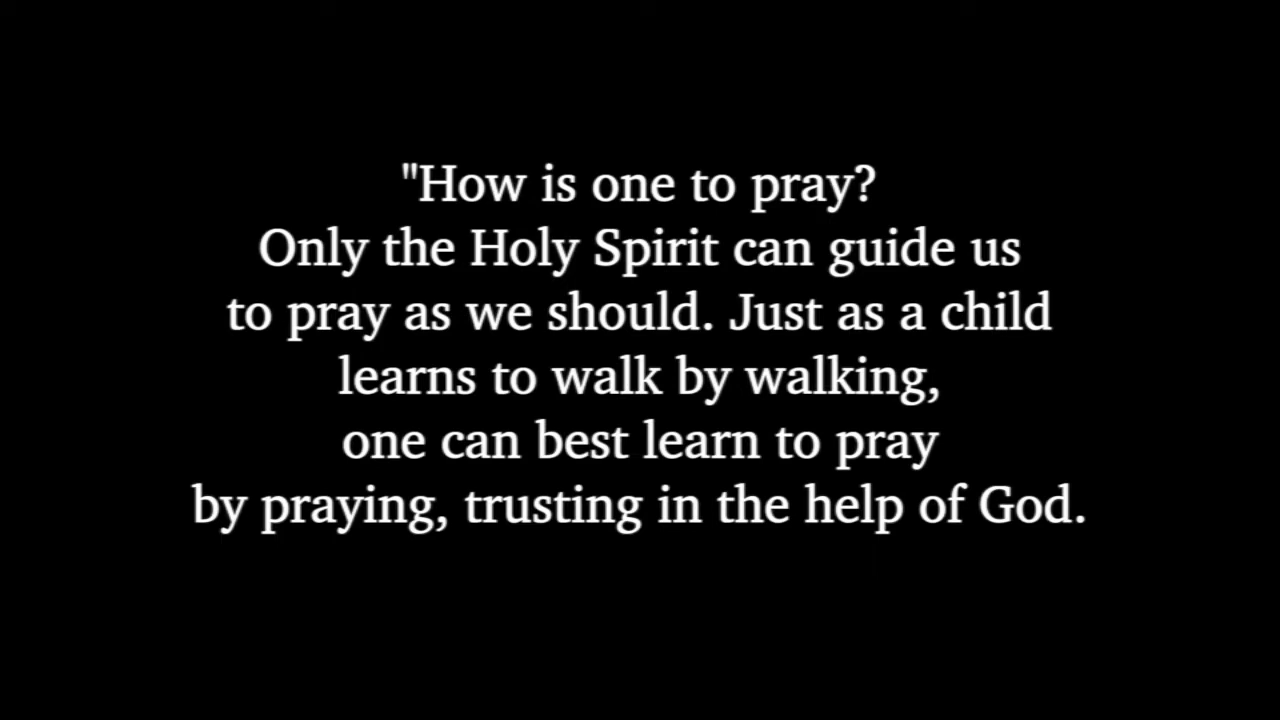 "How is one to pray?
Only the Holy Spirit can guide us
to pray as we should. Just as a child
learns to walk by walking,
one can best learn to pray
by praying, trusting in the help of God.